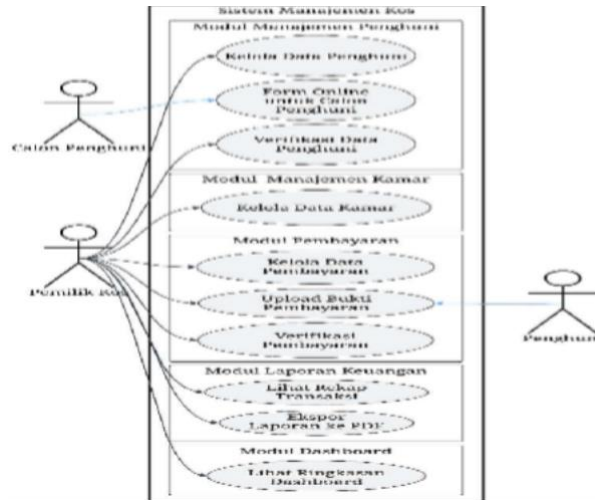 Sistem Manajemen Kos
Modul Menajemen Penghuni
Kelola Data Penghuni
Form Online
untuk Calon
Penghuni
Verifikasi Data
Penghuni
Calon Penghuni
Modul Manajemen Kamar
Kelola Data Kamar
Pemilik Kos
Modul Pembayaran
Kelola Data
Pembayaran
Upload Bukti
Pembayaran
Verifikasi
Pembayaran
Penghuni
Modul Laporan Keuangan
Lihat Rekap
Transaksi
Ekspor
Laporan ke PDF
Modul Dashboard
Lihat Ringkasan
Dashboard